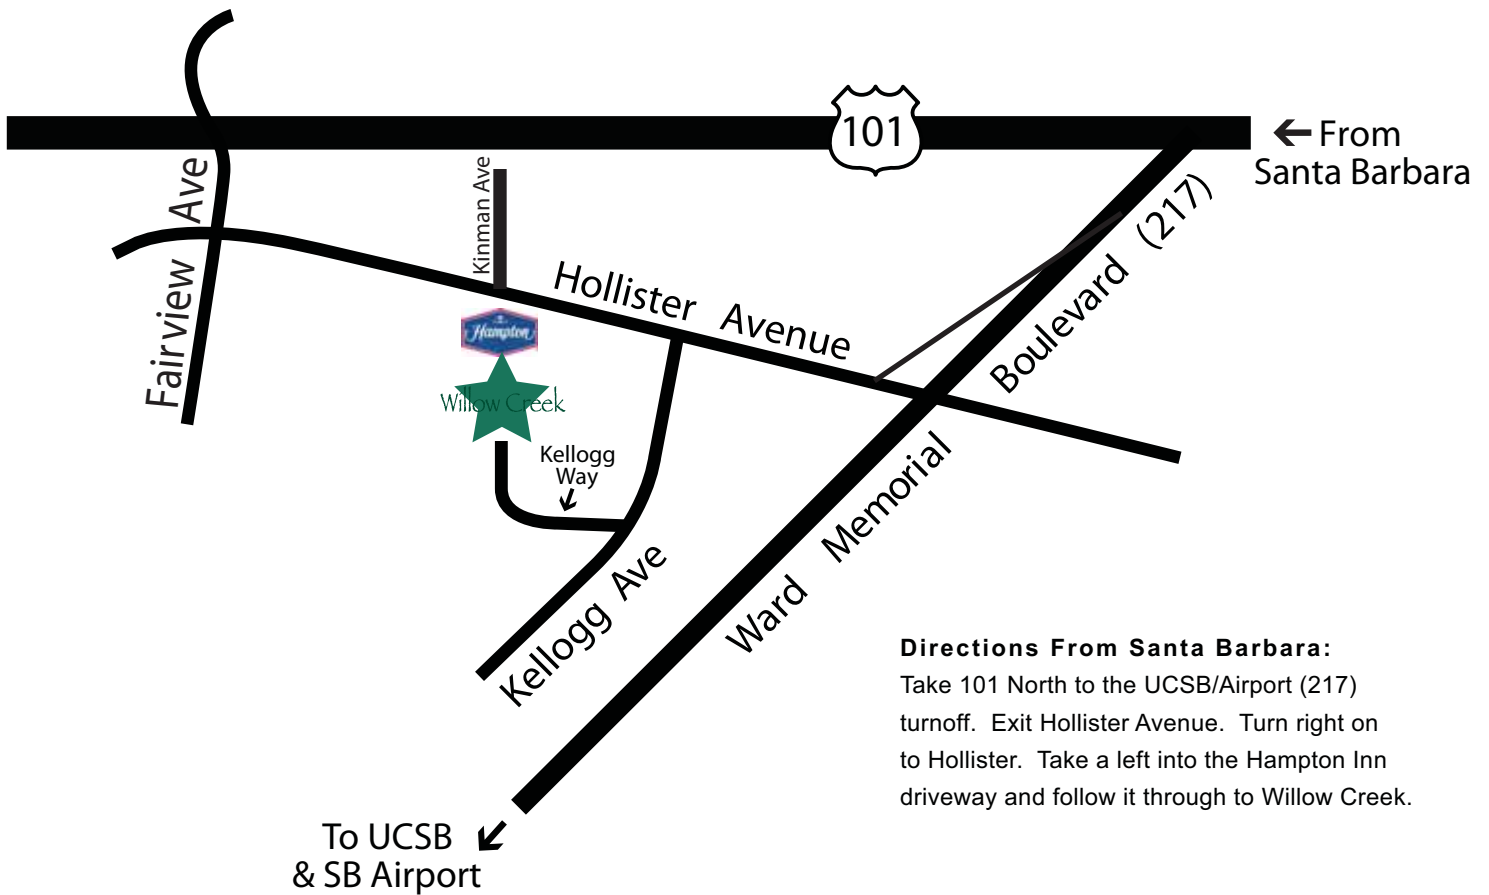 101
← From
Santa Barbara
Fairview Ave
Kinman Ave
Hollister Avenue
Ward Memorial Boulevard (217)
Hampton
Willow Creek
Kellogg
Way
Kellogg Ave
Directions From Santa Barbara:
Take 101 North to the UCSB/Airport (217)
turnoff. Exit Hollister Avenue. Turn right on
to Hollister. Take a left into the Hampton Inn
driveway and follow it through to Willow Creek.
To UCSB
& SB Airport